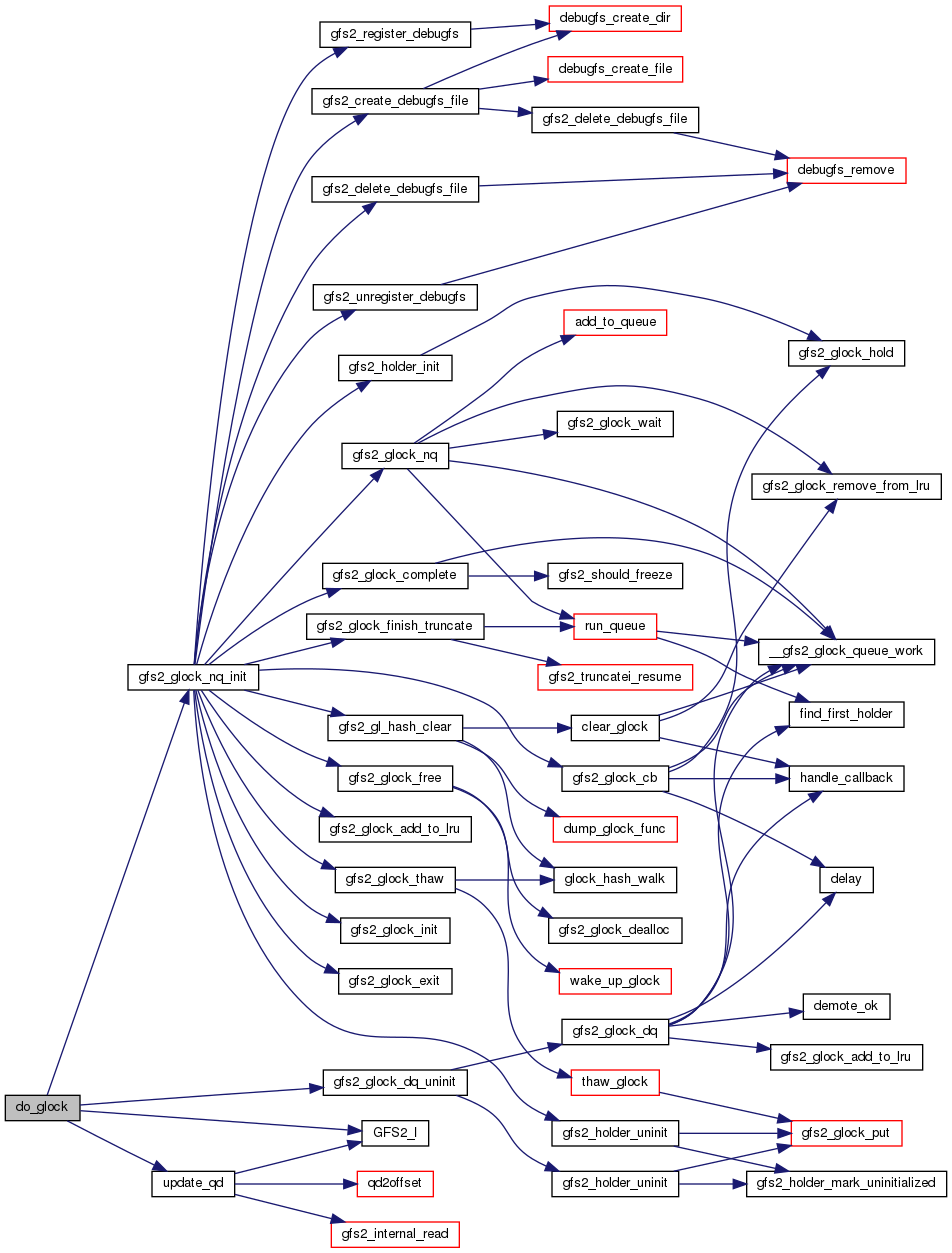 gfs2_register_debugfs
debugfs_create_dir
debugfs_create_file
gfs2_create_debugfs_file
gfs2_delete_debugfs_file
debugfs_remove
gfs2_delete_debugfs_file
gfs2_unregister_debugfs
add_to_queue
gfs2_glock_hold
gfs2_holder_init
gfs2_glock_wait
gfs2_glock_nq
gfs2_glock_remove_from_lru
gfs2_glock_complete
gfs2_should_freeze
gfs2_glock_finish_truncate
run_queue
__gfs2_glock_queue_work
gfs2_glock_nq_init
gfs2_truncatei_resume
find_first_holder
gfs2_gl_hash_clear
clear_glock
gfs2_glock_free
gfs2_glock_cb
handle_callback
gfs2_glock_add_to_lru
dump_glock_func
gfs2_glock_thaw
glock_hash_walk
delay
gfs2_glock_init
gfs2_glock_dealloc
gfs2_glock_exit
wake_up_glock
demote_ok
gfs2_glock_dq
gfs2_glock_add_to_lru
gfs2_glock_dq_uninit
thaw_glock
do_glock
GFS2_I
gfs2_holder_uninit
gfs2_glock_put
update_qd
qd2offset
gfs2_holder_uninit
gfs2_holder_mark_uninitialized
gfs2_internal_read